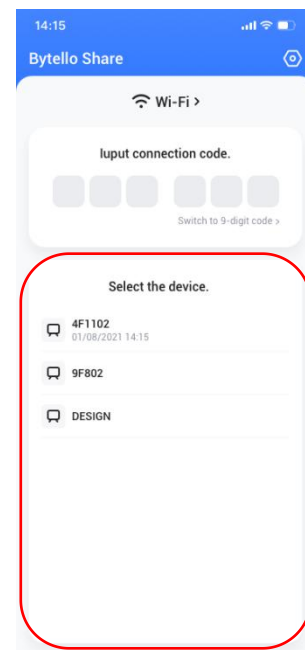 14:15
Bytello Share
Wi-Fi >
Iuput connection code.
Switch to 9-digit code >
Select the device.
4F1102
01/08/2021 14:15
9F802
DESIGN